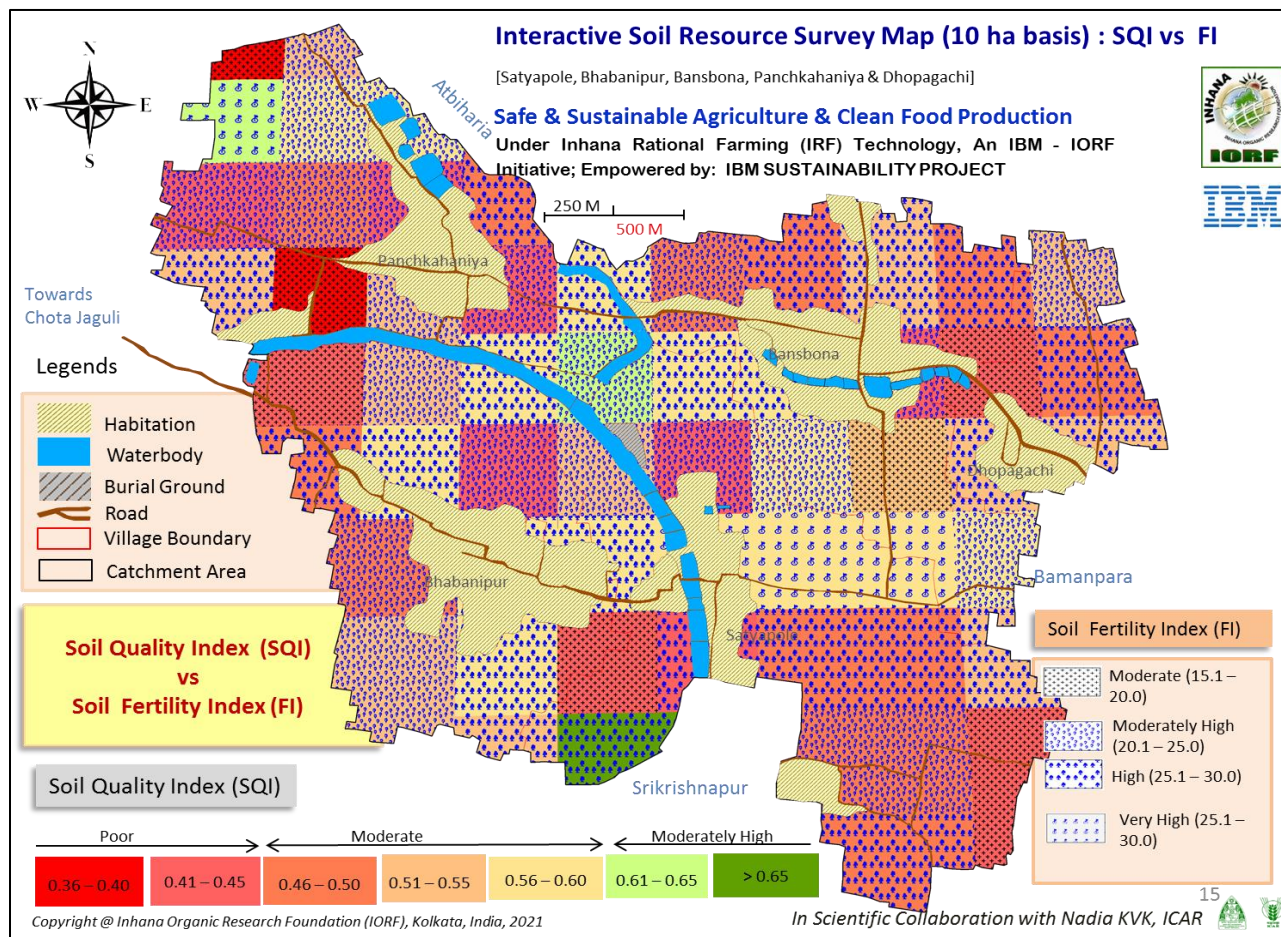 Interactive Soil Resource Survey Map (10 ha basis) : SQI vs FI
[Satyapole, Bhabanipur, Bansbona, Panchkahaniya & Dhopagachi]
Safe & Sustainable Agriculture & Clean Food Production
Under Inhana Rational Farming (IRF) Technology, An IBM - IORF
Initiative; Empowered by: IBM SUSTAINABILITY PROJECT
N
W
E
S
Atbiharia
INHANA
INHANA ORGANIC RESEARCH FOUNDATION
IORF
IBM
250 M
500 M
Panchkahaniya
Towards
Chota Jaguli
Bansbona
Dhopagachi
Bhabanipur
Bamanpara
Satyapole
Srikrishnapur
Legends
Habitation
Waterbody
Burial Ground
Road
Village Boundary
Catchment Area
Soil Quality Index (SQI)
vs
Soil Fertility Index (FI)
Soil Fertility Index (FI)
Moderate (15.1 –
20.0)
Moderately High
(20.1 – 25.0)
High (25.1 – 30.0)
Very High (25.1 –
30.0)
Soil Quality Index (SQI)
Poor
Moderate
Moderately High
0.36 – 0.40
0.41 – 0.45
0.46 – 0.50
0.51 – 0.55
0.56 – 0.60
0.61 – 0.65
> 0.65
15
Copyright @ Inhana Organic Research Foundation (IORF), Kolkata, India, 2021
In Scientific Collaboration with Nadia KVK, ICAR